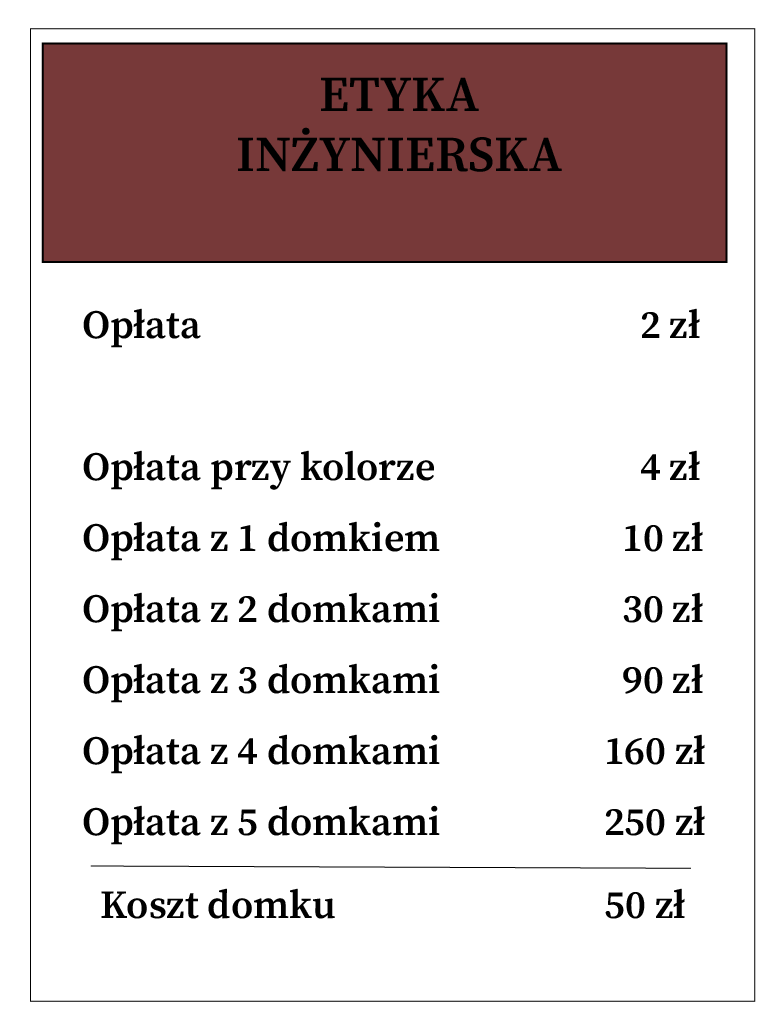 ETYKA
INŻYNIERSKA
Opłata 2 zł
Opłata przy kolorze 4 zł
Opłata z 1 domkiem 10 zł
Opłata z 2 domkami 30 zł
Opłata z 3 domkami 90 zł
Opłata z 4 domkami 160 zł
Opłata z 5 domkami 250 zł
Koszt domku 50 zł